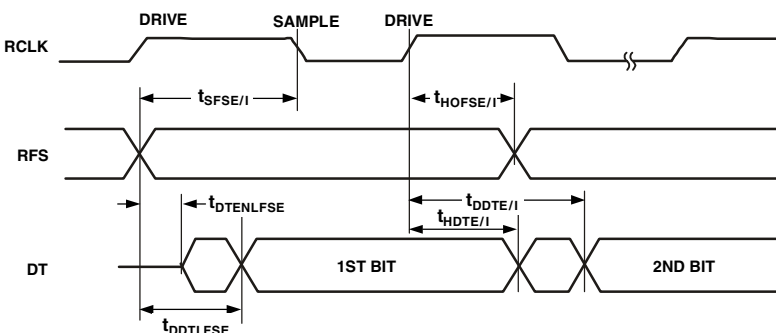 DRIVE SAMPLE DRIVE
RCLK
tSFSE/I tHOFSE/I
RFS
tDDTE/I
tDTENLFSE
tHDTE/I
DT 1ST BIT 2ND BIT
tDDTLFSE